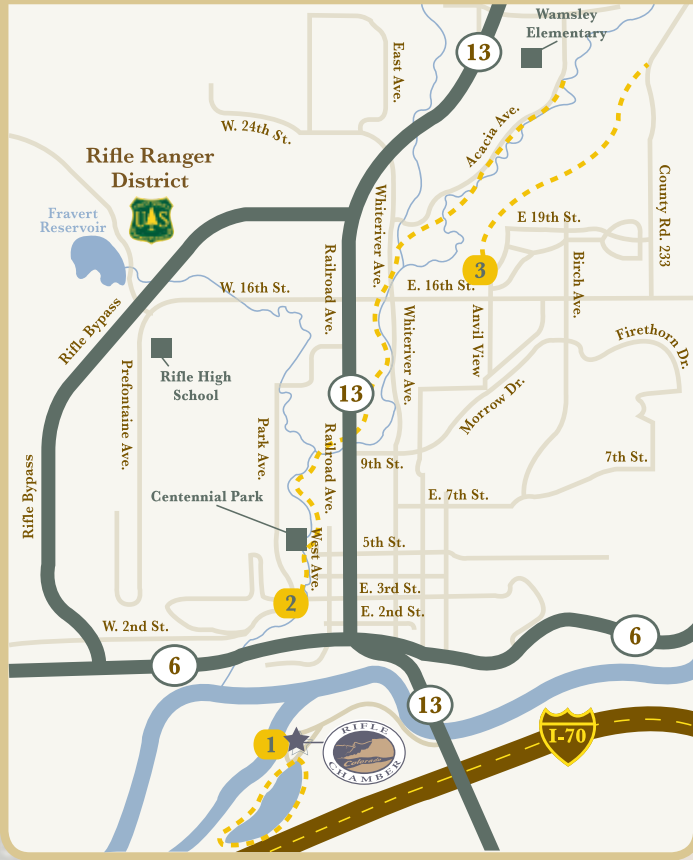 Wamsley
Elementary
13
East Ave.
W. 24th St.
Acacia Ave.
Rifle Ranger
District
US
County Rd. 233
Whiteriver Ave.
Fravert
Reservoir
E 19th St.
3
Railroad Ave.
W. 16th St.
E. 16th St.
Birch Ave.
Rifle Bypass
Whiteriver Ave.
Anvil View
Firethorn Dr.
Rifle High
School
Prefontaine Ave.
13
Morrow Dr.
Park Ave.
Railroad Ave.
9th St.
7th St.
Rifle Bypass
Centennial Park
E. 7th St.
West Ave.
5th St.
2
E. 3rd St.
E. 2nd St.
W. 2nd St.
6
6
13
1
RIFLE
Colorado
CHAMBER
I-70